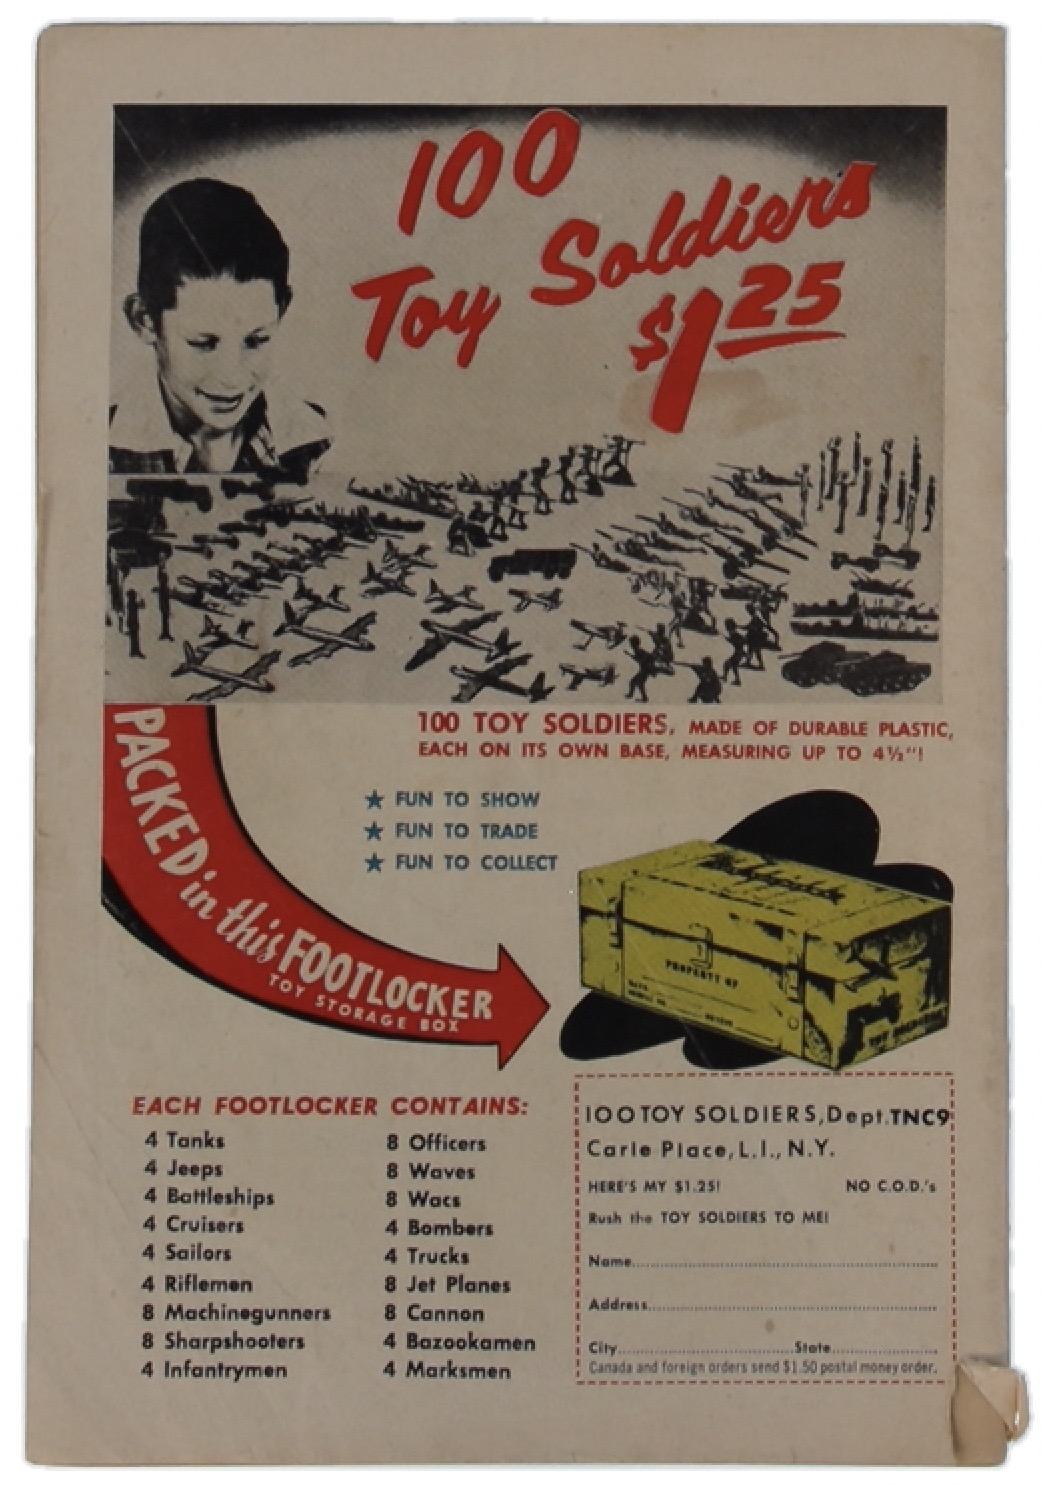 100
Toy Soldiers
$1 25
PACKED in this FOOTLOCKER
TOY STORAGE BOX
100 TOY SOLDIERS, MADE OF DURABLE PLASTIC,
EACH ON ITS OWN BASE, MEASURING UP TO 4½"!
★ FUN TO SHOW
★ FUN TO TRADE
★ FUN TO COLLECT
PROPERTY OF
EACH FOOTLOCKER CONTAINS:
4 Tanks
4 Jeeps
4 Battleships
4 Cruisers
4 Sailors
4 Riflemen
8 Machinegunners
8 Sharpshooters
4 Infantrymen
8 Officers
8 Waves
8 Wacs
4 Bombers
4 Trucks
8 Jet Planes
8 Cannon
4 Bazookamen
4 Marksmen
100 TOY SOLDIERS, Dept. TNC9
Carle Place, L.I., N.Y.
HERE'S MY $1.25! NO C.O.D.'s
Rush the TOY SOLDIERS TO ME!
Name
Address
City State
Canada and foreign orders send $1.50 postal money order.